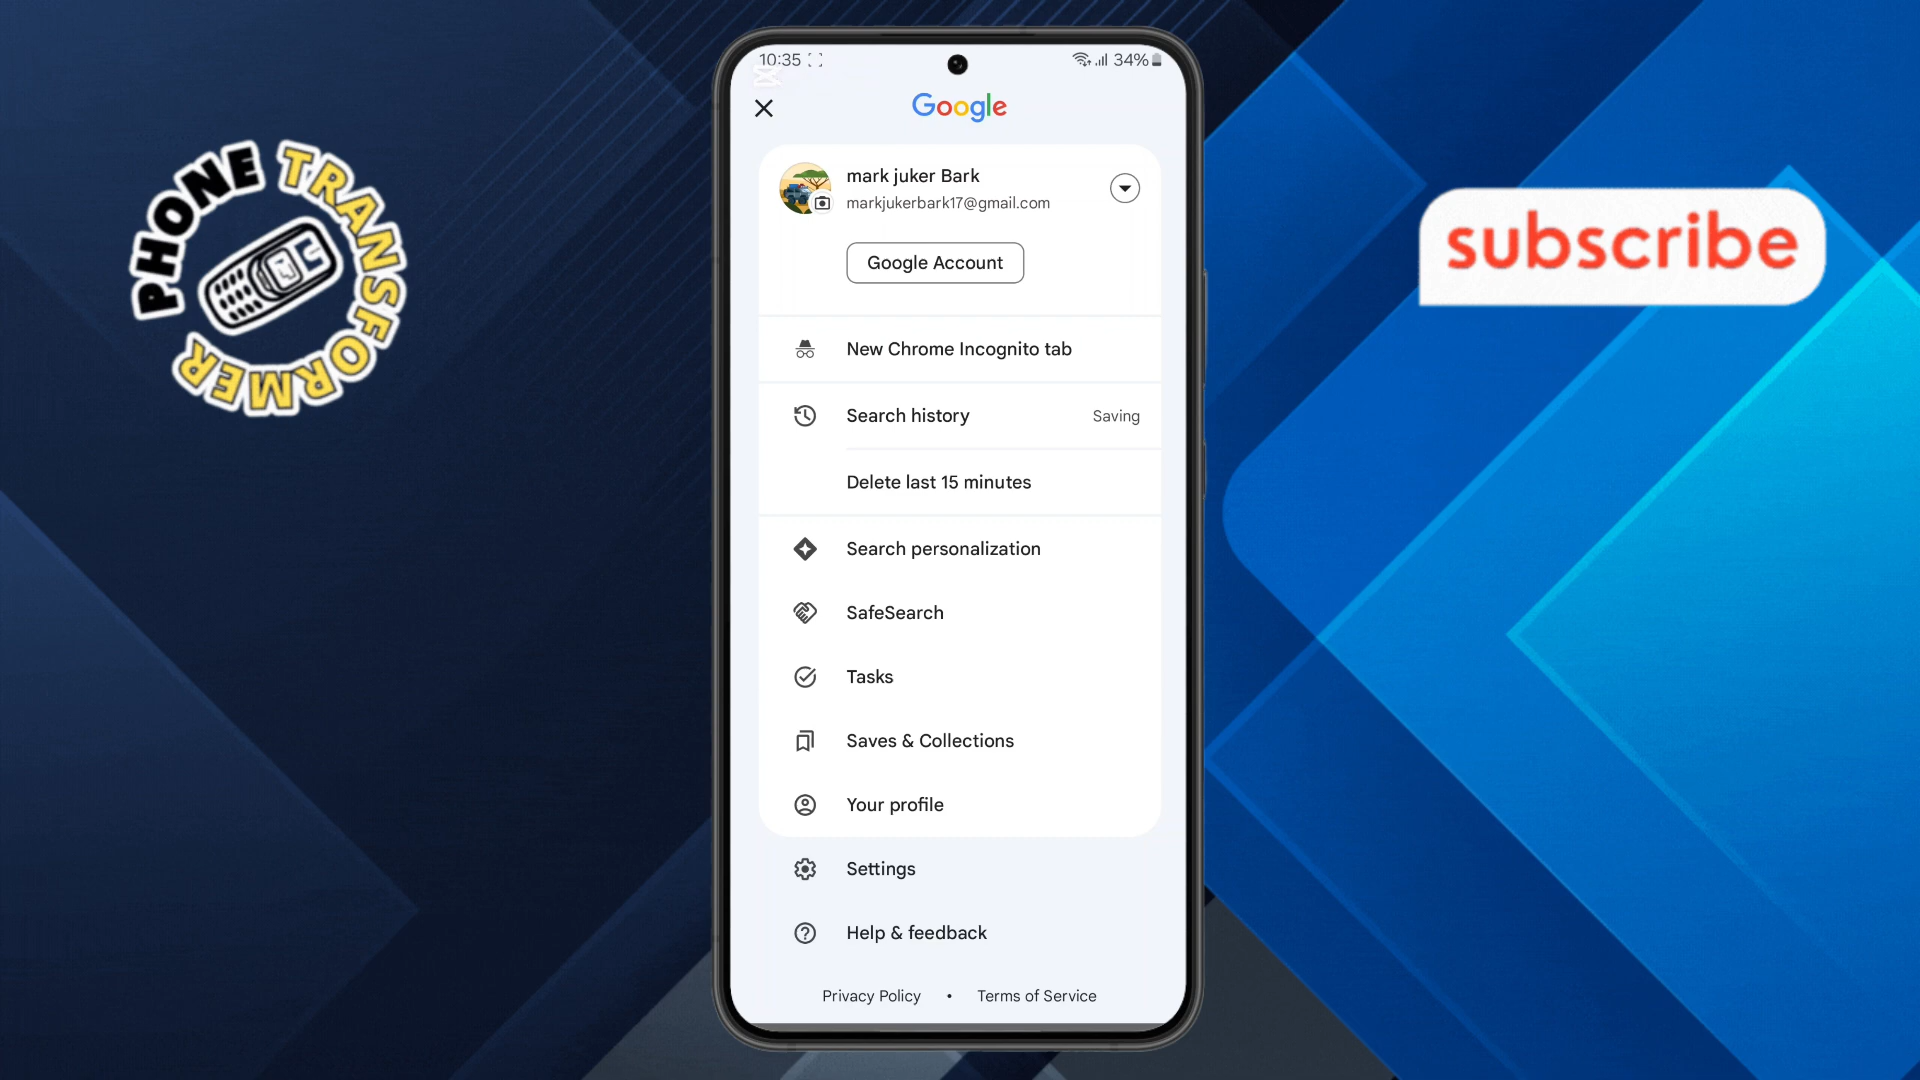 PHONE TRANSFORMER
10:35
34%
Google
mark juker Bark
markjukerbark17@gmail.com
Google Account
New Chrome Incognito tab
Search history
Saving
Delete last 15 minutes
Search personalization
SafeSearch
Tasks
Saves & Collections
Your profile
Settings
Help & feedback
Privacy Policy • Terms of Service
subscribe